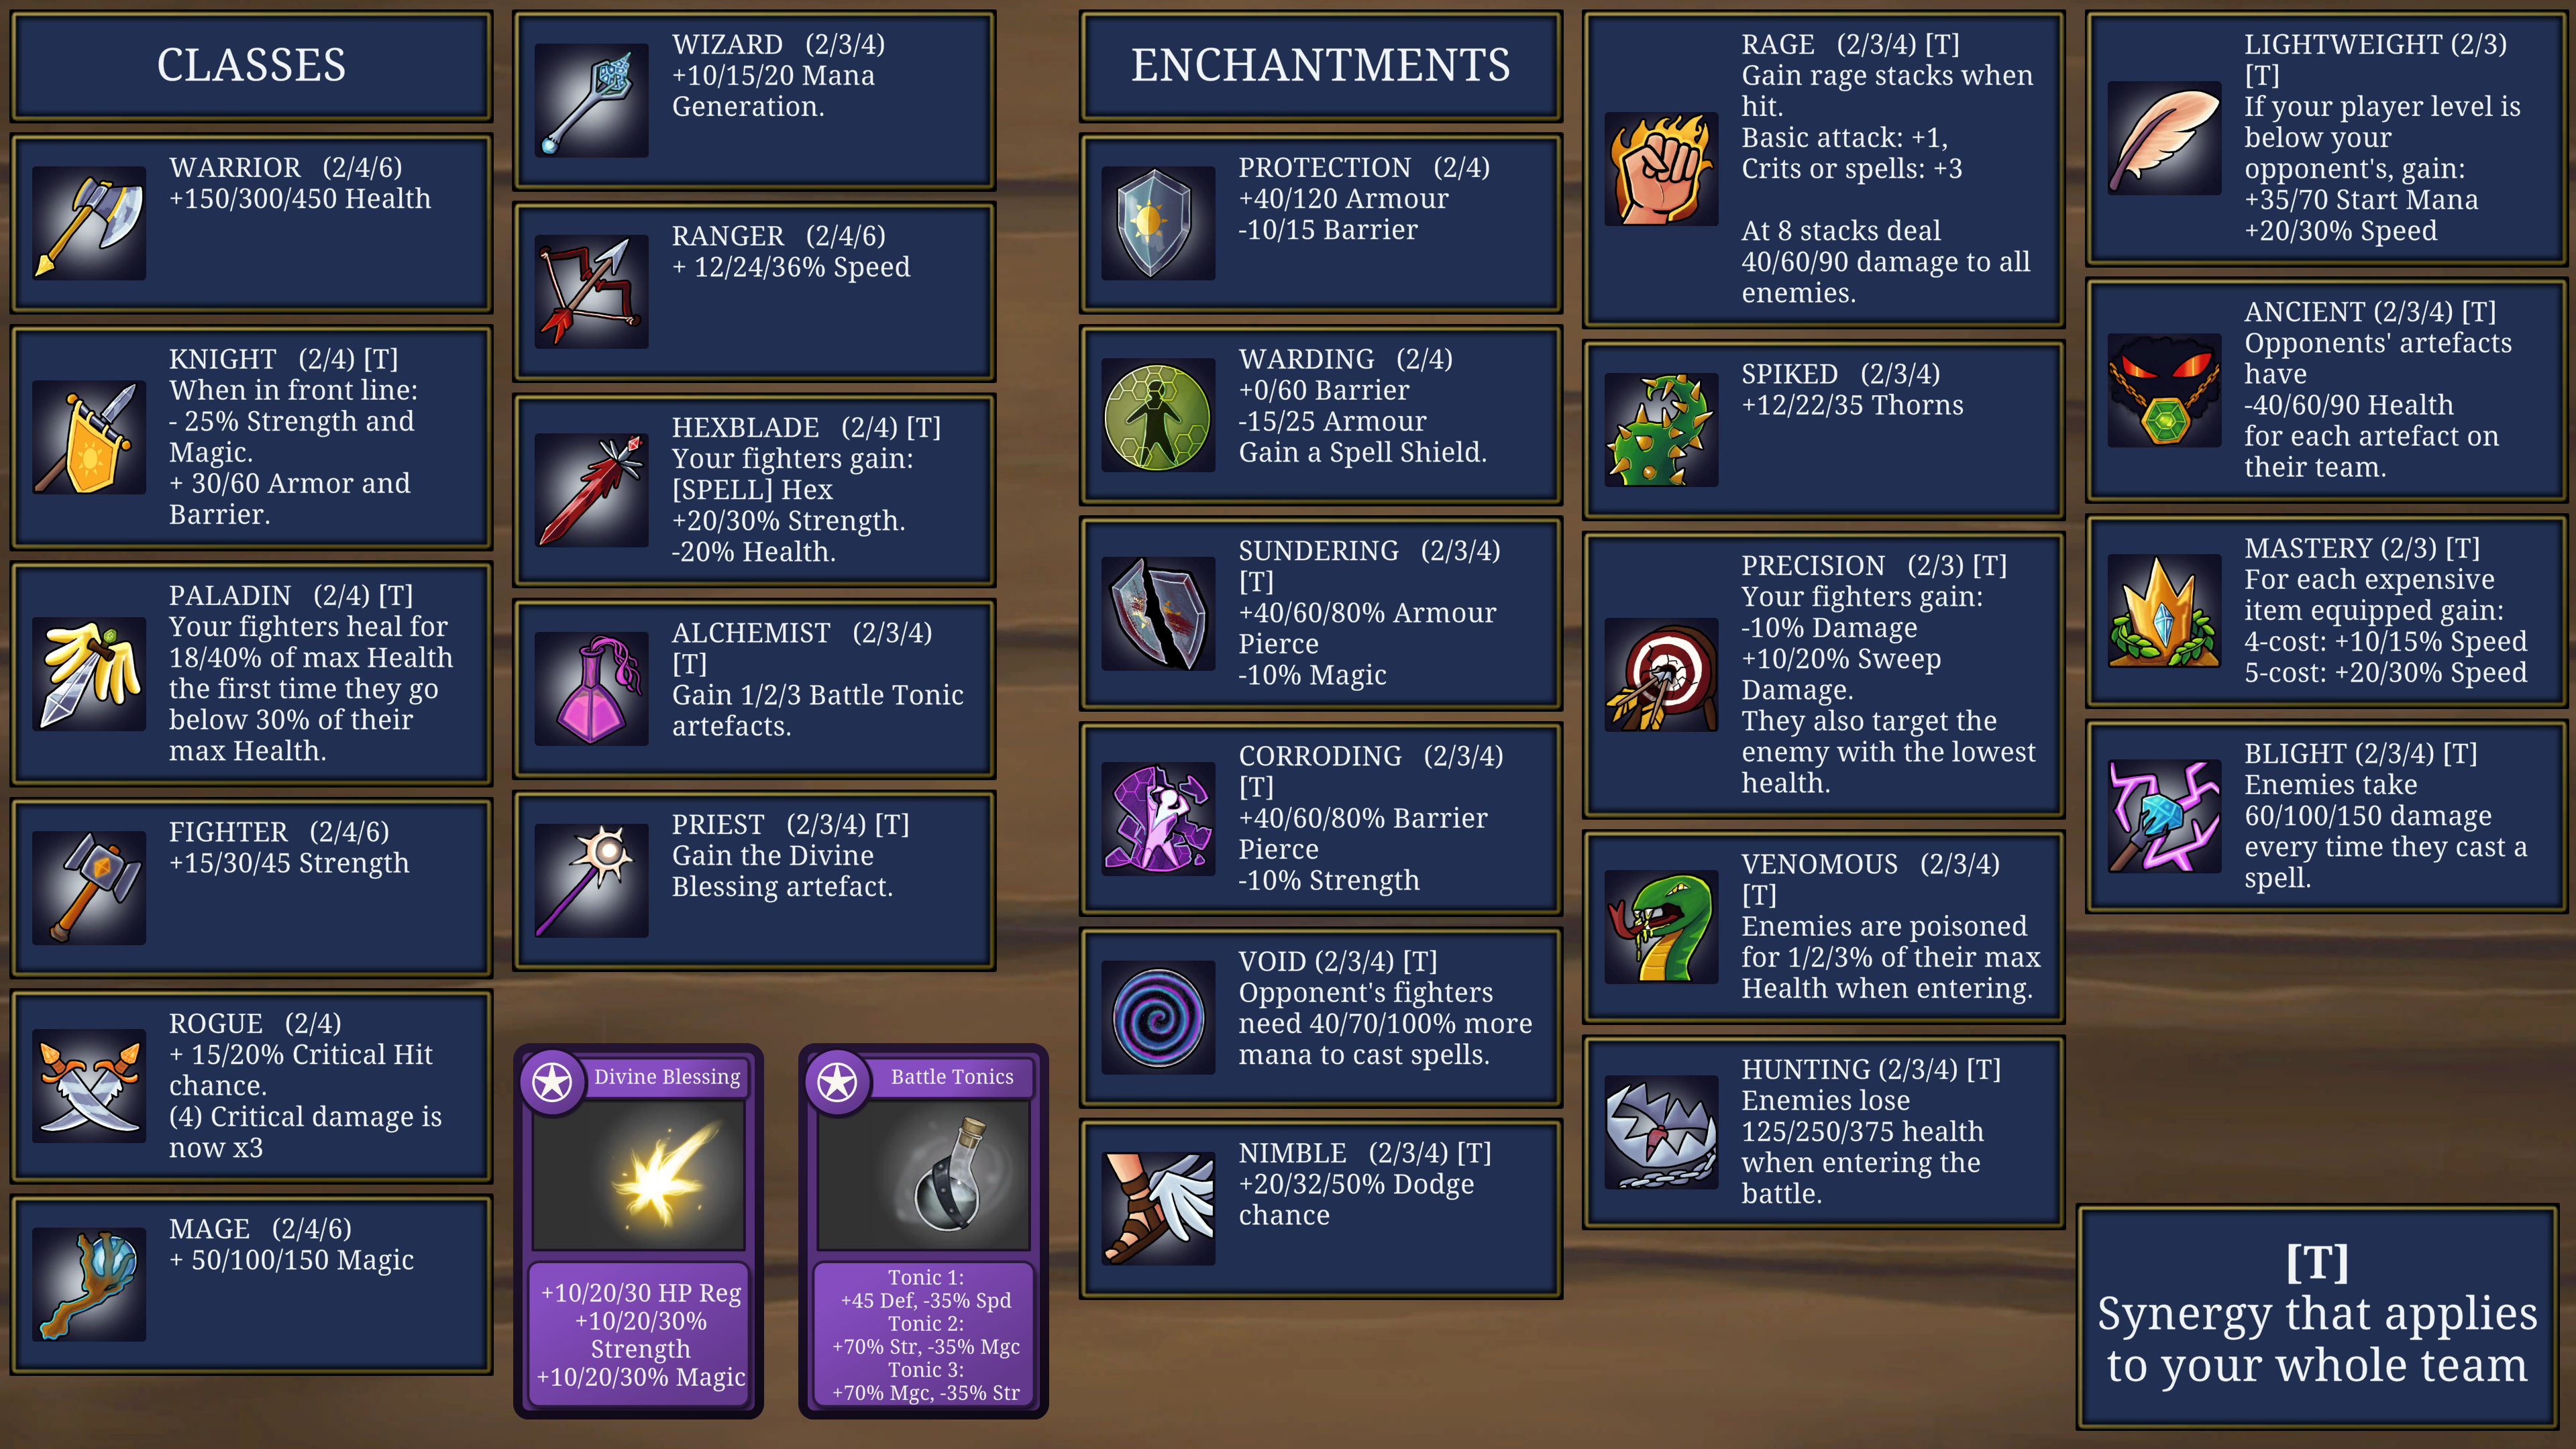 CLASSES
WARRIOR (2/4/6)
+150/300/450 Health
KNIGHT (2/4) [T]
When in front line:
- 25% Strength and
Magic.
+ 30/60 Armor and
Barrier.
PALADIN (2/4) [T]
Your fighters heal for
18/40% of max Health
the first time they go
below 30% of their
max Health.
FIGHTER (2/4/6)
+15/30/45 Strength
ROGUE (2/4)
+ 15/20% Critical Hit
chance.
(4) Critical damage is
now x3
MAGE (2/4/6)
+ 50/100/150 Magic
WIZARD (2/3/4)
+10/15/20 Mana
Generation.
RANGER (2/4/6)
+ 12/24/36% Speed
HEXBLADE (2/4) [T]
Your fighters gain:
[SPELL] Hex
+20/30% Strength.
-20% Health.
ALCHEMIST (2/3/4)
[T]
Gain 1/2/3 Battle Tonic
artefacts.
PRIEST (2/3/4) [T]
Gain the Divine
Blessing artefact.
Divine Blessing
+10/20/30 HP Reg
+10/20/30%
Strength
+10/20/30% Magic
Battle Tonics
Tonic 1:
+45 Def, -35% Spd
Tonic 2:
+70% Str, -35% Mgc
Tonic 3:
+70% Mgc, -35% Str
ENCHANTMENTS
PROTECTION (2/4)
+40/120 Armour
-10/15 Barrier
WARDING (2/4)
+0/60 Barrier
-15/25 Armour
Gain a Spell Shield.
SUNDERING (2/3/4)
[T]
+40/60/80% Armour
Pierce
-10% Magic
CORRODING (2/3/4)
[T]
+40/60/80% Barrier
Pierce
-10% Strength
VOID (2/3/4) [T]
Opponent's fighters
need 40/70/100% more
mana to cast spells.
NIMBLE (2/3/4) [T]
+20/32/50% Dodge
chance
RAGE (2/3/4) [T]
Gain rage stacks when
hit.
Basic attack: +1,
Crits or spells: +3
At 8 stacks deal
40/60/90 damage to all
enemies.
SPIKED (2/3/4)
+12/22/35 Thorns
PRECISION (2/3) [T]
Your fighters gain:
-10% Damage
+10/20% Sweep
Damage.
They also target the
enemy with the lowest
health.
VENOMOUS (2/3/4)
[T]
Enemies are poisoned
for 1/2/3% of their max
Health when entering.
HUNTING (2/3/4) [T]
Enemies lose
125/250/375 health
when entering the
battle.
LIGHTWEIGHT (2/3)
[T]
If your player level is
below your
opponent's, gain:
+35/70 Start Mana
+20/30% Speed
ANCIENT (2/3/4) [T]
Opponents' artefacts
have
-40/60/90 Health
for each artefact on
their team.
MASTERY (2/3) [T]
For each expensive
item equipped gain:
4-cost: +10/15% Speed
5-cost: +20/30% Speed
BLIGHT (2/3/4) [T]
Enemies take
60/100/150 damage
every time they cast a
spell.
[T]
Synergy that applies
to your whole team